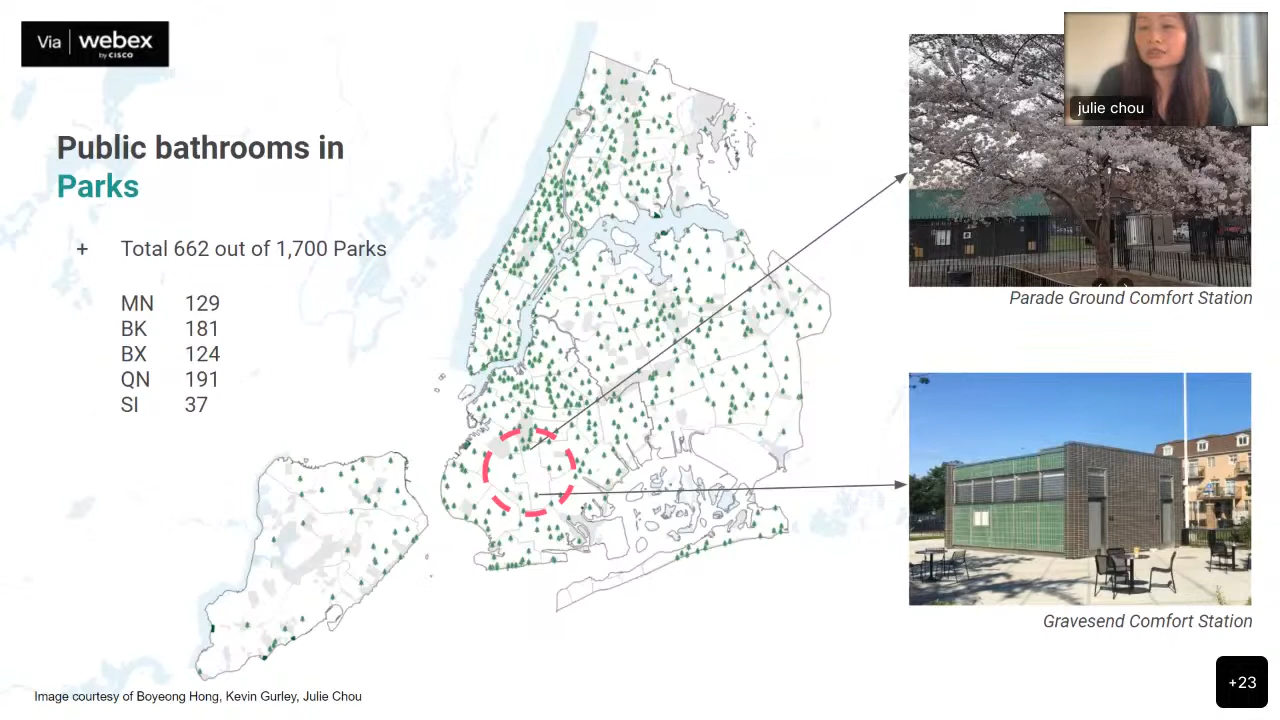 Via | webex
by CISCO
julie chou
Public bathrooms in
Parks
+ Total 662 out of 1,700 Parks
MN 129
BK 181
BX 124
QN 191
SI 37
Parade Ground Comfort Station
Gravesend Comfort Station
Image courtesy of Boyeong Hong, Kevin Gurley, Julie Chou
+23